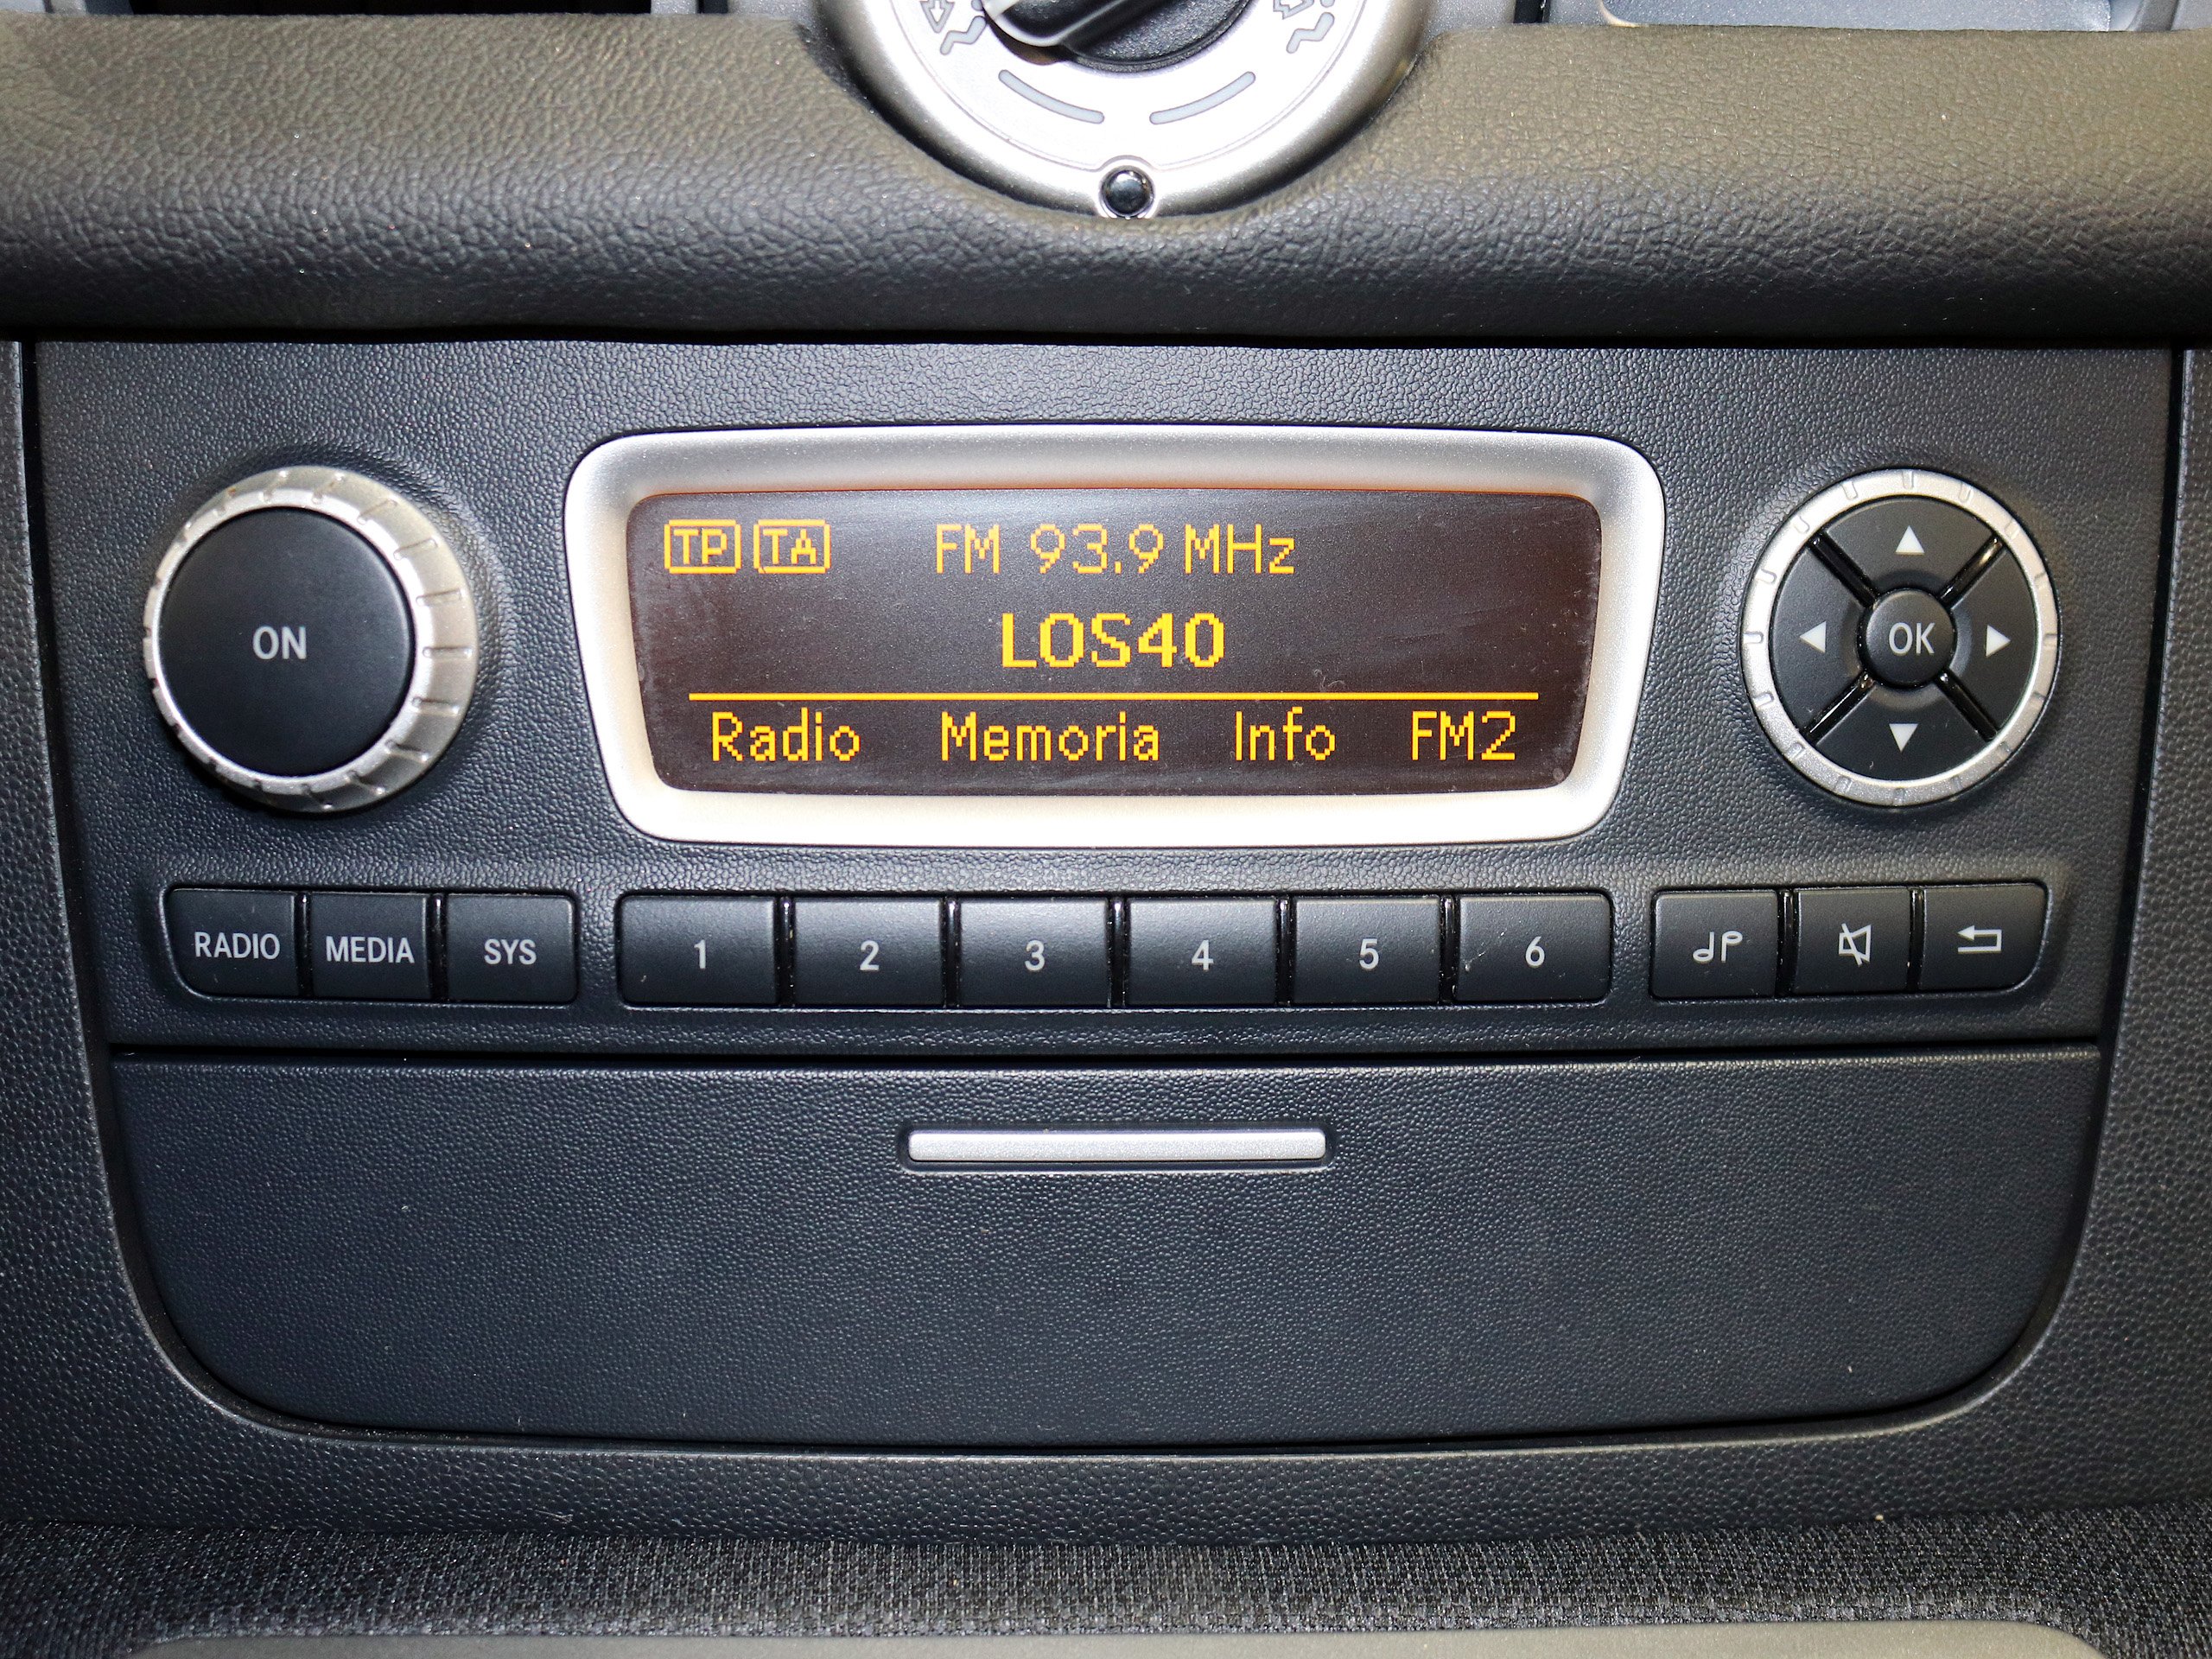 TP TA FM 93.9 MHz
LOS40
Radio Memoria Info FM2
ON
OK
RADIO MEDIA SYS 1 2 3 4 5 6